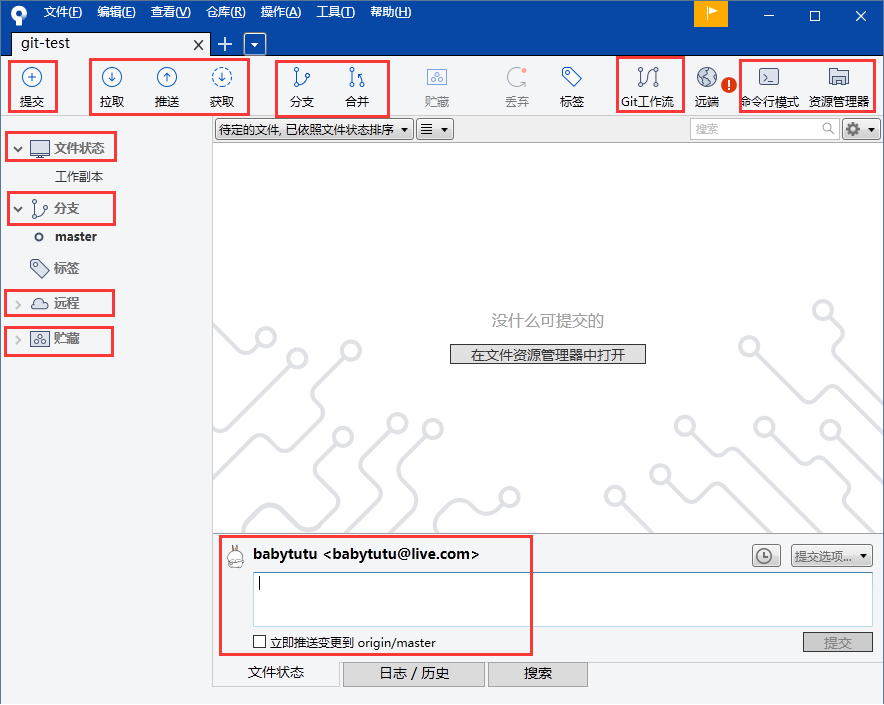 文件(F) 编辑(E) 查看(V) 仓库(R) 操作(A) 工具(T) 帮助(H)
git-test
提交 拉取 推送 获取 分支 合并 贮藏 丢弃 标签 Git工作流 远端 命令行模式 资源管理器
待定的文件, 已依照文件状态排序
搜索
文件状态
工作副本
分支
master
标签
远程
贮藏
没什么可提交的
在文件资源管理器中打开
babytutu <babytutu@live.com>
提交选项...
立即推送变更到 origin/master
提交
文件状态 日志 / 历史 搜索